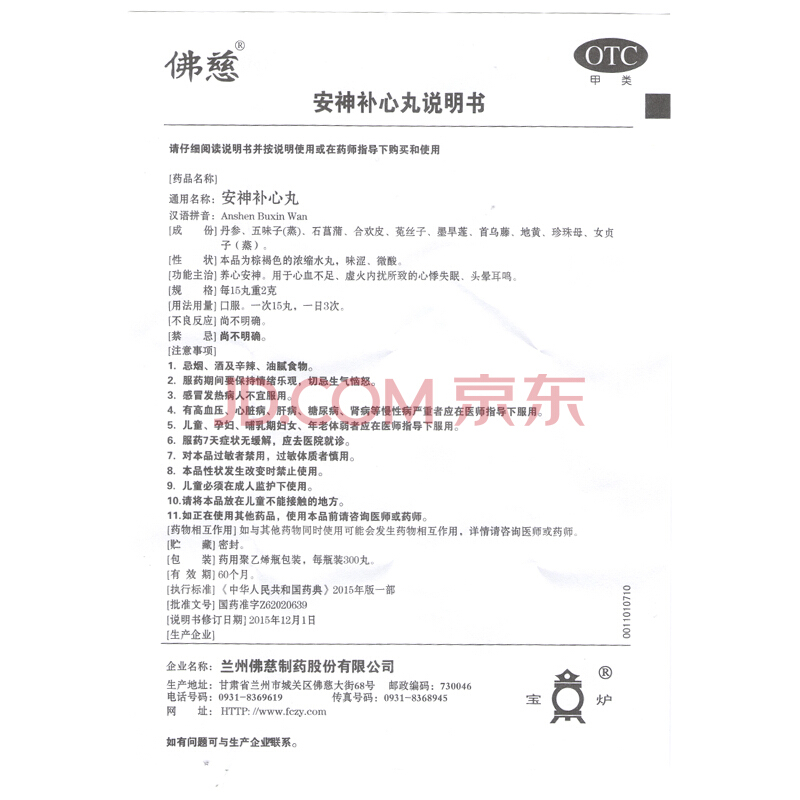 佛慈®
OTC
甲类
安神补心丸说明书
请仔细阅读说明书并按说明使用或在药师指导下购买和使用
[药品名称]
通用名称：安神补心丸
汉语拼音：Anshen Buxin Wan
[成 份] 丹参、五味子(蒸)、石菖蒲、合欢皮、菟丝子、墨旱莲、首乌藤、地黄、珍珠母、女贞
子（蒸）。
[性 状] 本品为棕褐色的浓缩水丸，味涩、微酸。
[功能主治] 养心安神。用于心血不足、虚火内扰所致的心悸失眠、头晕耳鸣。
[规 格] 每15丸重2克
[用法用量] 口服。一次15丸，一日3次。
[不良反应] 尚不明确。
[禁 忌] 尚不明确。
[注意事项]
1. 忌烟、酒及辛辣、油腻食物。
2. 服药期间要保持情绪乐观，切忌生气恼怒。
3. 感冒发热病人不宜服用。
4. 有高血压、心脏病、肝病、糖尿病、肾病等慢性病严重者应在医师指导下服用。
5. 儿童、孕妇、哺乳期妇女、年老体弱者应在医师指导下服用。
6. 服药7天症状无缓解，应去医院就诊。
7. 对本品过敏者禁用，过敏体质者慎用。
8. 本品性状发生改变时禁止使用。
9. 儿童必须在成人监护下使用。
10.请将本品放在儿童不能接触的地方。
11.如正在使用其他药品，使用本品前请咨询医师或药师。
[药物相互作用] 如与其他药物同时使用可能会发生药物相互作用，详情请咨询医师或药师。
[贮 藏] 密封。
[包 装] 药用聚乙烯瓶包装，每瓶装300丸。
[有 效 期] 60个月。
[执行标准] 《中华人民共和国药典》2015年版一部
[批准文号] 国药准字Z62020639
[说明书修订日期] 2015年12月1日
[生产企业]
0011010710
企业名称：兰州佛慈制药股份有限公司
生产地址：甘肃省兰州市城关区佛慈大街68号 邮政编码：730046
电话号码：0931-8369619 传真号码：0931-8368945
网 址：HTTP: //www.fczy.com
宝炉®
如有问题可与生产企业联系。
JD.COM 京东